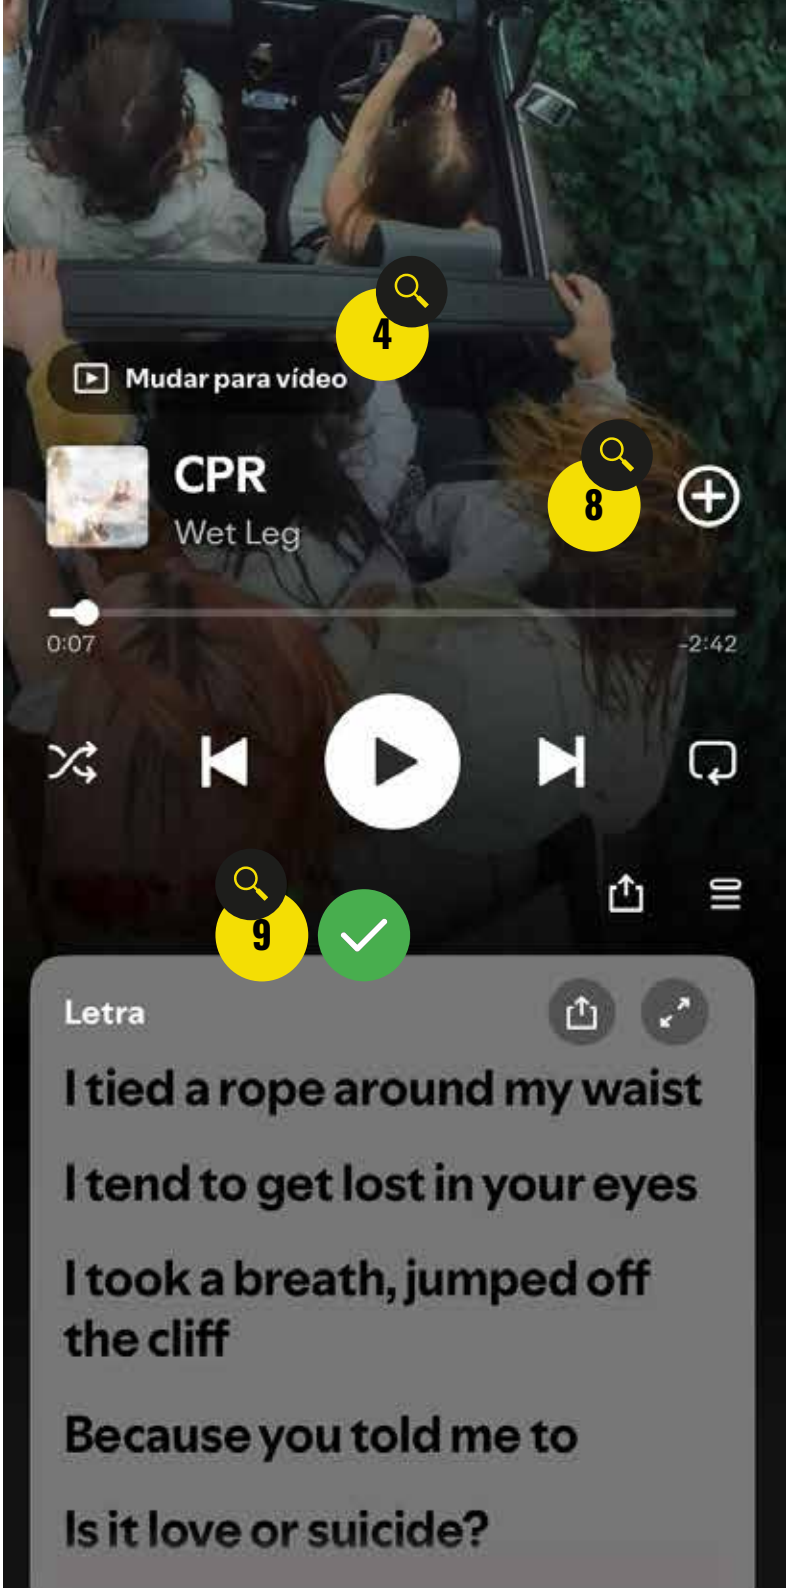 4
Mudar para vídeo
CPR
Wet Leg
8
0:07
-2:42
9
Letra
I tied a rope around my waist
I tend to get lost in your eyes
I took a breath, jumped off
the cliff
Because you told me to
Is it love or suicide?